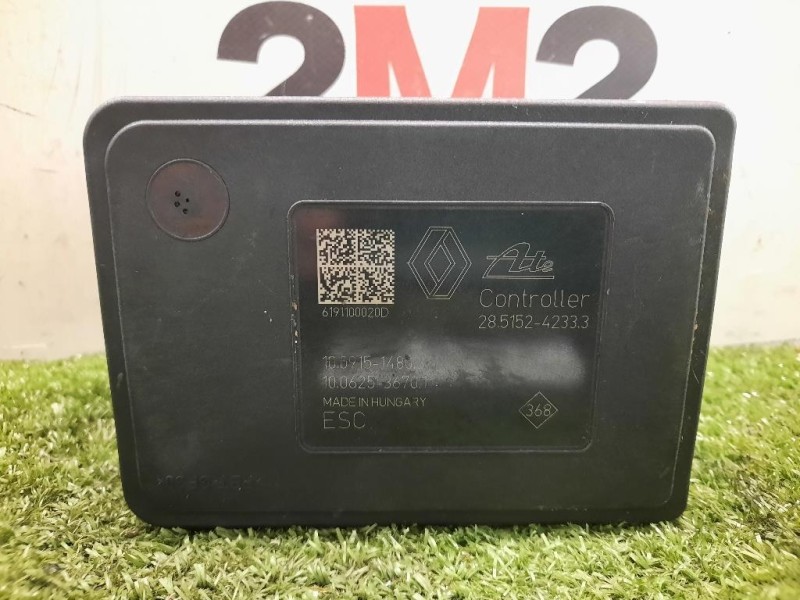 2M2
6191100020D
Ate
Controller
28.5152-4233.3
MADE IN HUNGARY
ESC
368